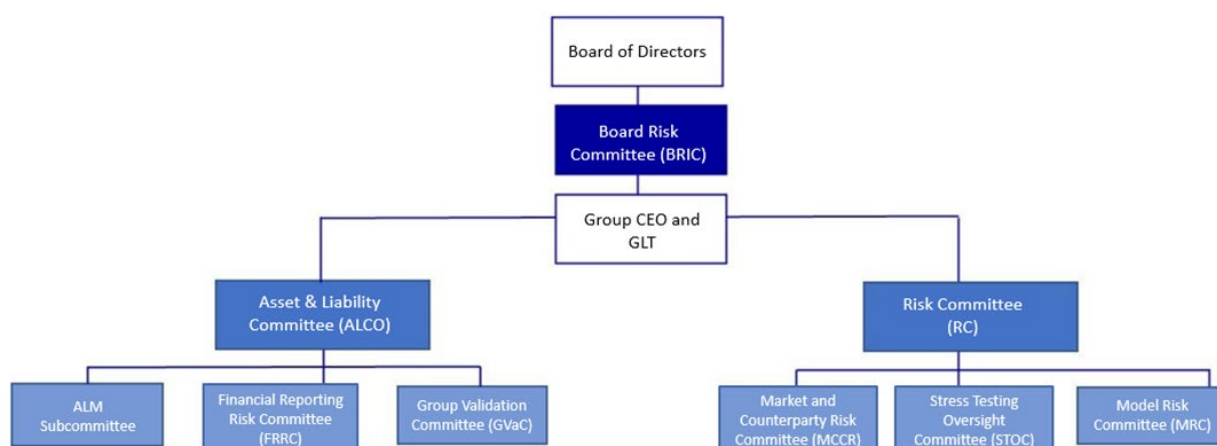 Board of Directors
Board Risk
Committee (BRIC)
Group CEO and
GLT
Asset & Liability
Committee (ALCO)
Risk Committee
(RC)
ALM
Subcommittee
Financial Reporting
Risk Committee
(FRRC)
Group Validation
Committee (GVaC)
Market and
Counterparty Risk
Committee (MCCR)
Stress Testing
Oversight
Committee (STOC)
Model Risk
Committee (MRC)